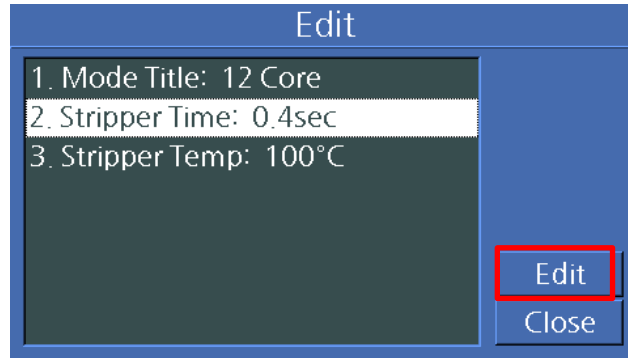 Edit
1. Mode Title: 12 Core
2. Stripper Time: 0.4sec
3. Stripper Temp: 100°C
Edit
Close